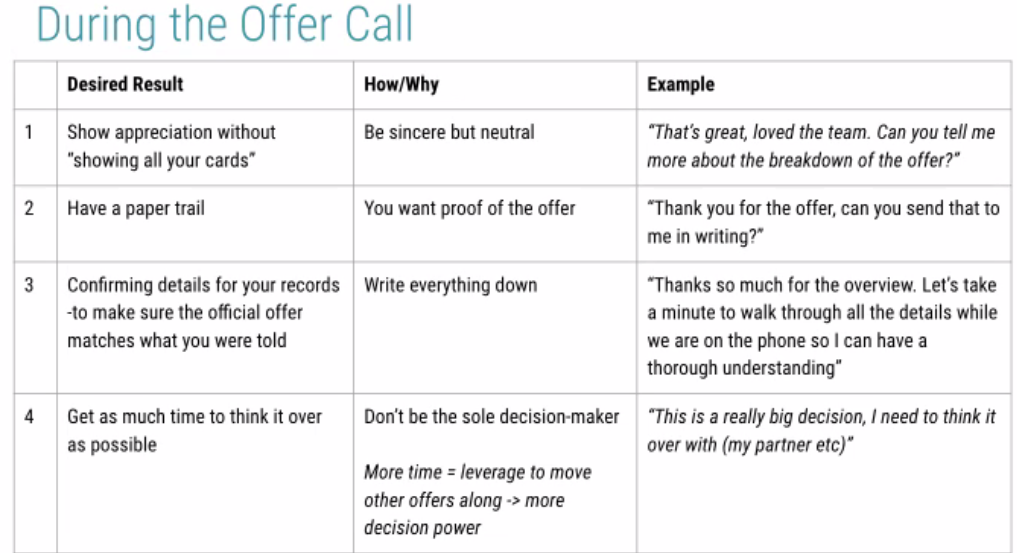 During the Offer Call
Desired Result How/Why Example
1 Show appreciation without Be sincere but neutral “That’s great, loved the team. Can you tell me
"showing all your cards” more about the breakdown of the offer?”
2 Have a paper trail You want proof of the offer “Thank you for the offer, can you send that to
me in writing?”
3 Confirming details for your records Write everything down “Thanks so much for the overview. Let’s take
-to make sure the official offer a minute to walk through all the details while
matches what you were told we are on the phone so I can have a
thorough understanding”
4 Get as much time to think it over Don’t be the sole decision-maker “This is a really big decision, I need to think it
as possible over with (my partner etc)”
More time = leverage to move
other offers along -> more
decision power